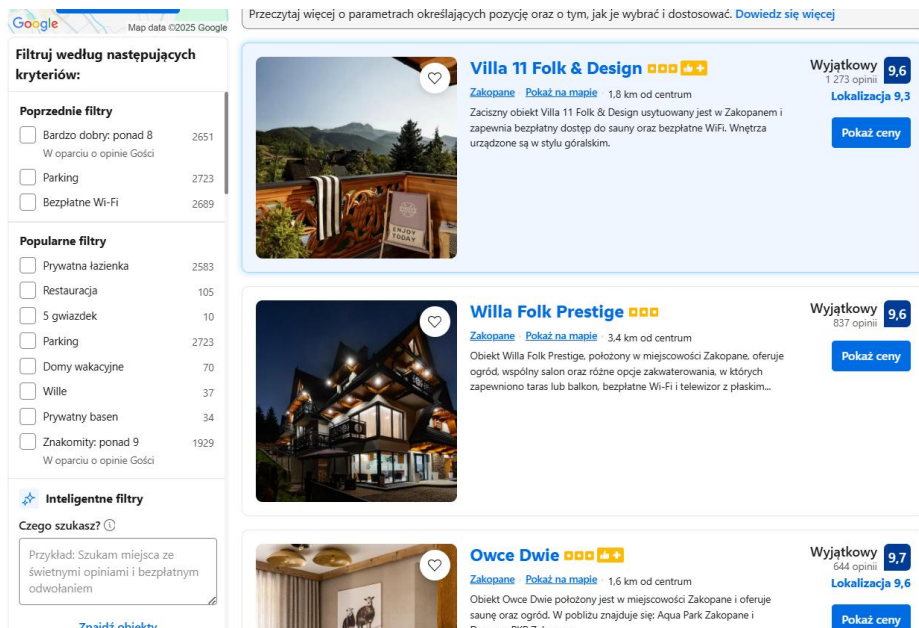 Google
Map data ©2025 Google
Filtruj według następujących
kryteriów:
Poprzednie filtry
Bardzo dobry: ponad 8 2651
W oparciu o opinie Gości
Parking 2723
Bezpłatne Wi-Fi 2689
Popularne filtry
Prywatna łazienka 2583
Restauracja 105
5 gwiazdek 10
Parking 2723
Domy wakacyjne 70
Wille 37
Prywatny basen 34
Znakomity: ponad 9 1929
W oparciu o opinie Gości
Inteligentne filtry
Czego szukasz?
Przykład: Szukam miejsca ze
świetnymi opiniami i bezpłatnym
odwołaniem
Znajdź obiekty
Przeczytaj więcej o parametrach określających pozycję oraz o tym, jak je wybrać i dostosować. Dowiedz się więcej
Villa 11 Folk & Design
Zakopane Pokaż na mapie 1,8 km od centrum
Zaciszny obiekt Villa 11 Folk & Design usytuowany jest w Zakopanem i
zapewnia bezpłatny dostęp do sauny oraz bezpłatne WiFi. Wnętrza
urządzone są w stylu góralskim.
Wyjątkowy 9,6
1 273 opinii
Lokalizacja 9,3
Pokaż ceny
ENJOY
TODAY
Willa Folk Prestige
Zakopane Pokaż na mapie 3,4 km od centrum
Obiekt Willa Folk Prestige, położony w miejscowości Zakopane, oferuje
ogród, wspólny salon oraz różne opcje zakwaterowania, w których
zapewniono taras lub balkon, bezpłatne Wi-Fi i telewizor z płaskim...
Wyjątkowy 9,6
837 opinii
Pokaż ceny
Owce Dwie
Zakopane Pokaż na mapie 1,6 km od centrum
Obiekt Owce Dwie położony jest w miejscowości Zakopane i oferuje
saunę oraz ogród. W pobliżu znajduje się: Aqua Park Zakopane i
Wyjątkowy 9,7
644 opinii
Lokalizacja 9,6
Pokaż ceny